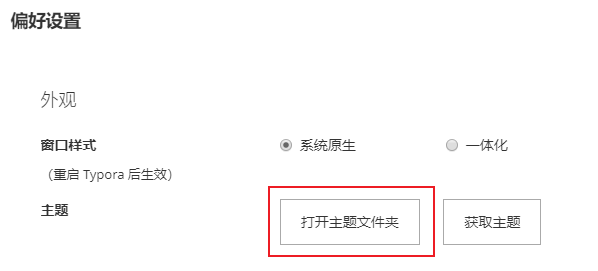 偏好设置
外观
窗口样式 系统原生 一体化
（重启 Typora 后生效）
主题 打开主题文件夹 获取主题